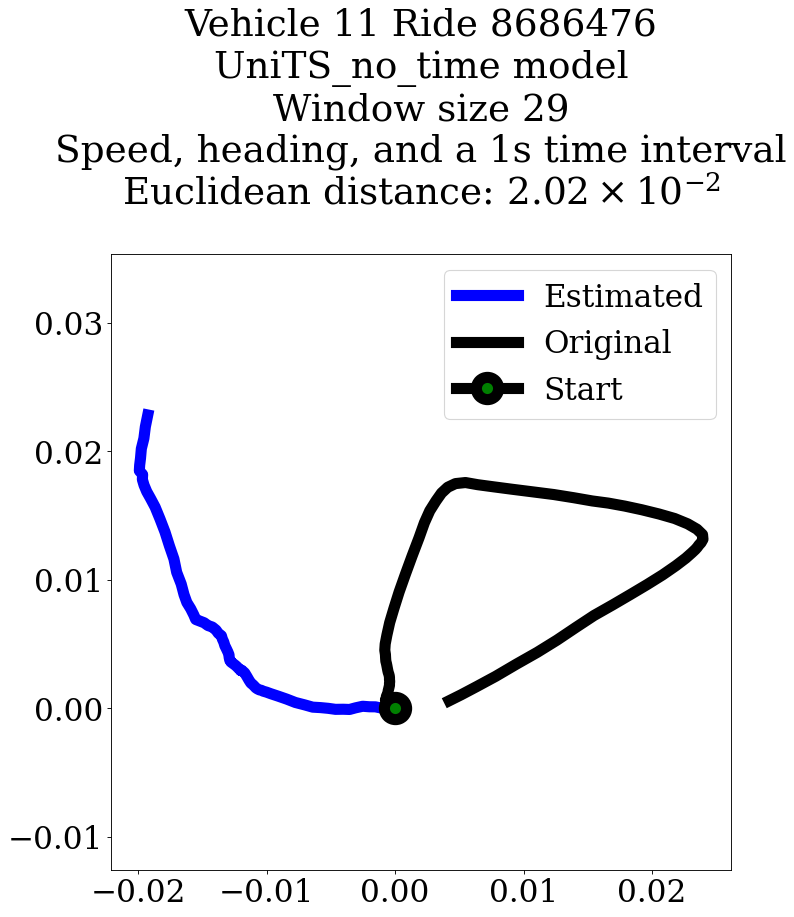 Vehicle 11 Ride 8686476
UniTS_no_time model
Window size 29
Speed, heading, and a 1s time interval
Euclidean distance: 2.02 × 10⁻²
Estimated
Original
Start
0.03
0.02
0.01
0.00
−0.01
−0.02 −0.01 0.00 0.01 0.02